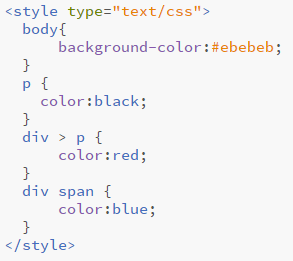 <style type="text/css">
  body{
      background-color:#ebebeb;
  }
  p {
    color:black;
  }
  div > p {
      color:red;
  }
  div span {
      color:blue;
  }
</style>